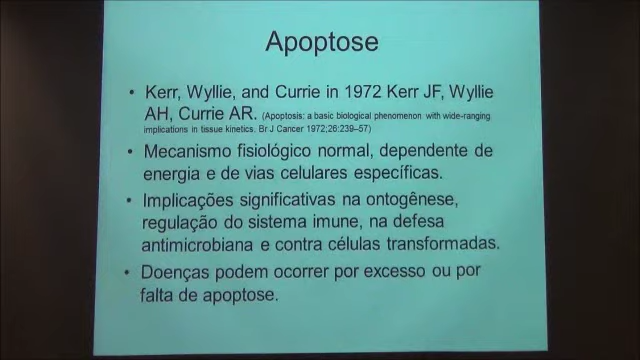 Apoptose
• Kerr, Wyllie, and Currie in 1972 Kerr JF, Wyllie
AH, Currie AR. (Apoptosis: a basic biological phenomenon with wide-ranging
implications in tissue kinetics. Br J Cancer 1972;26:239–57)
• Mecanismo fisiológico normal, dependente de
energia e de vias celulares específicas.
• Implicações significativas na ontogênese,
regulação do sistema imune, na defesa
antimicrobiana e contra células transformadas.
• Doenças podem ocorrer por excesso ou por
falta de apoptose.